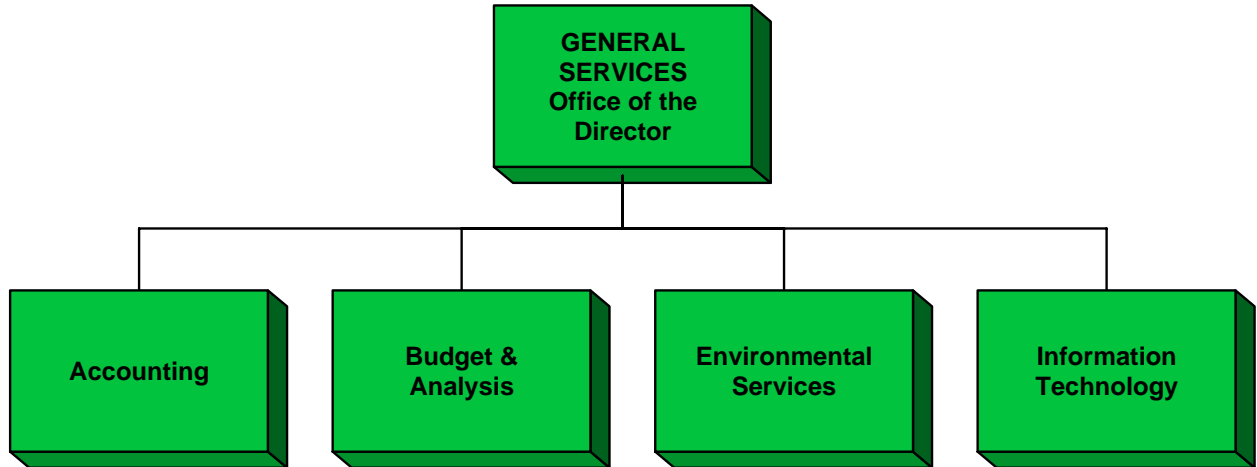 GENERAL
SERVICES
Office of the
Director
Accounting
Budget &
Analysis
Environmental
Services
Information
Technology